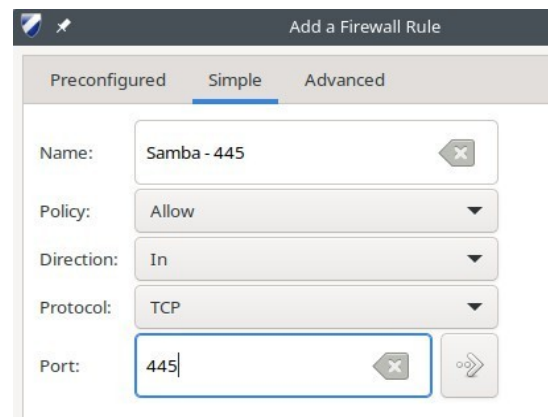 Add a Firewall Rule
Preconfigured Simple Advanced
Name: Samba - 445
Policy: Allow
Direction: In
Protocol: TCP
Port: 445